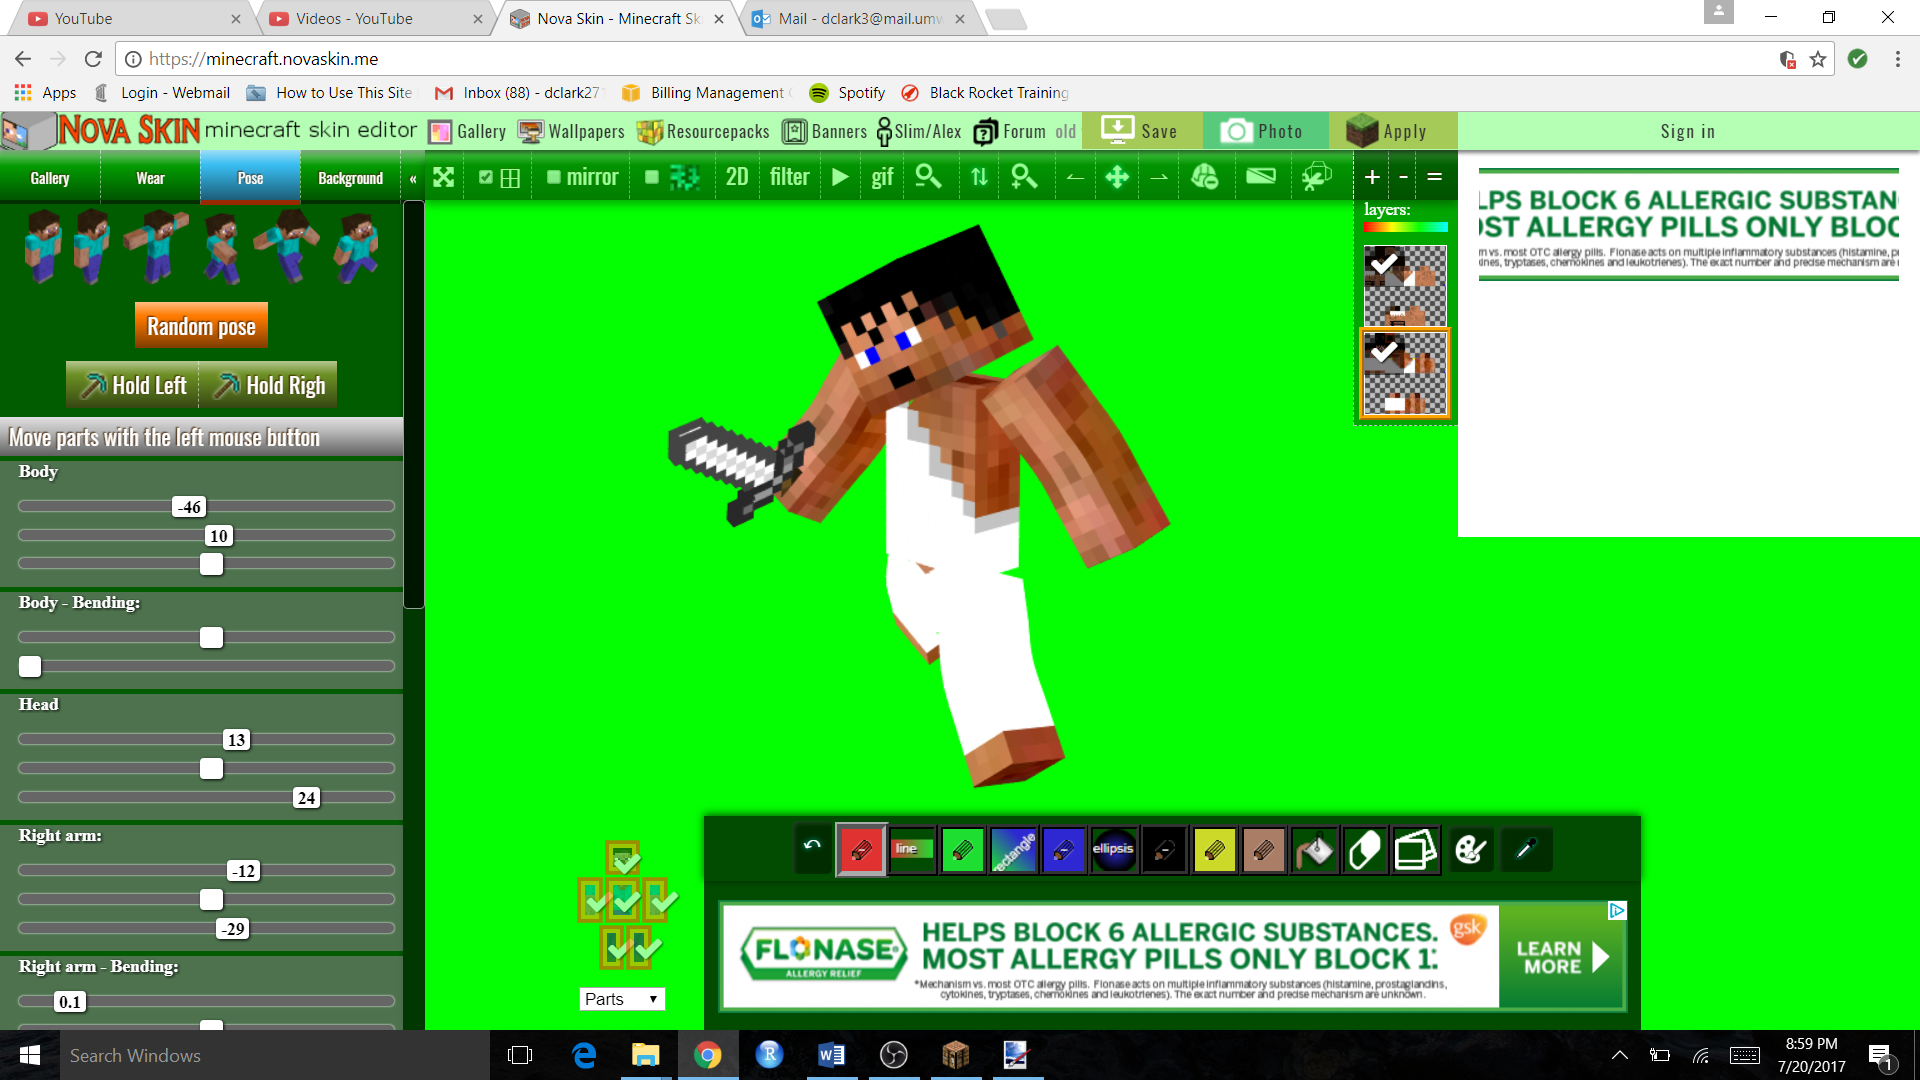 YouTube
Videos - YouTube
Nova Skin - Minecraft Sk
Mail - dclark3@mail.umw
https://minecraft.novaskin.me
Apps
Login - Webmail
How to Use This Site
Inbox (88) - dclark27
Billing Management
Spotify
Black Rocket Training
NOVA SKIN minecraft skin editor
Gallery
Wallpapers
Resourcepacks
Banners
Slim/Alex
Forum
old
Save
Photo
Apply
Sign in
Gallery
Wear
Pose
Background
«
mirror
2D
filter
gif
+ - =
layers:
Random pose
Hold Left
Hold Righ
Move parts with the left mouse button
Body
-46
10
Body - Bending:
Head
13
24
Right arm:
-12
-29
Right arm - Bending:
0.1
LPS BLOCK 6 ALLERGIC SUBSTAN
OST ALLERGY PILLS ONLY BLOC
m vs. most OTC allergy pills. Flonase acts on multiple inflammatory substances (histamine, pr
kines, tryptases, chemokines and leukotrienes). The exact number and precise mechanism are
line
rectangle
ellipsis
Parts
FLONASE
ALLERGY RELIEF
HELPS BLOCK 6 ALLERGIC SUBSTANCES.
MOST ALLERGY PILLS ONLY BLOCK 1*.
*Mechanism vs. most OTC allergy pills. Flonase acts on multiple inflammatory substances (histamine, prostaglandins,
cytokines, tryptases, chemokines and leukotrienes). The exact number and precise mechanism are unknown.
gsk
LEARN
MORE
Search Windows
8:59 PM
7/20/2017
1